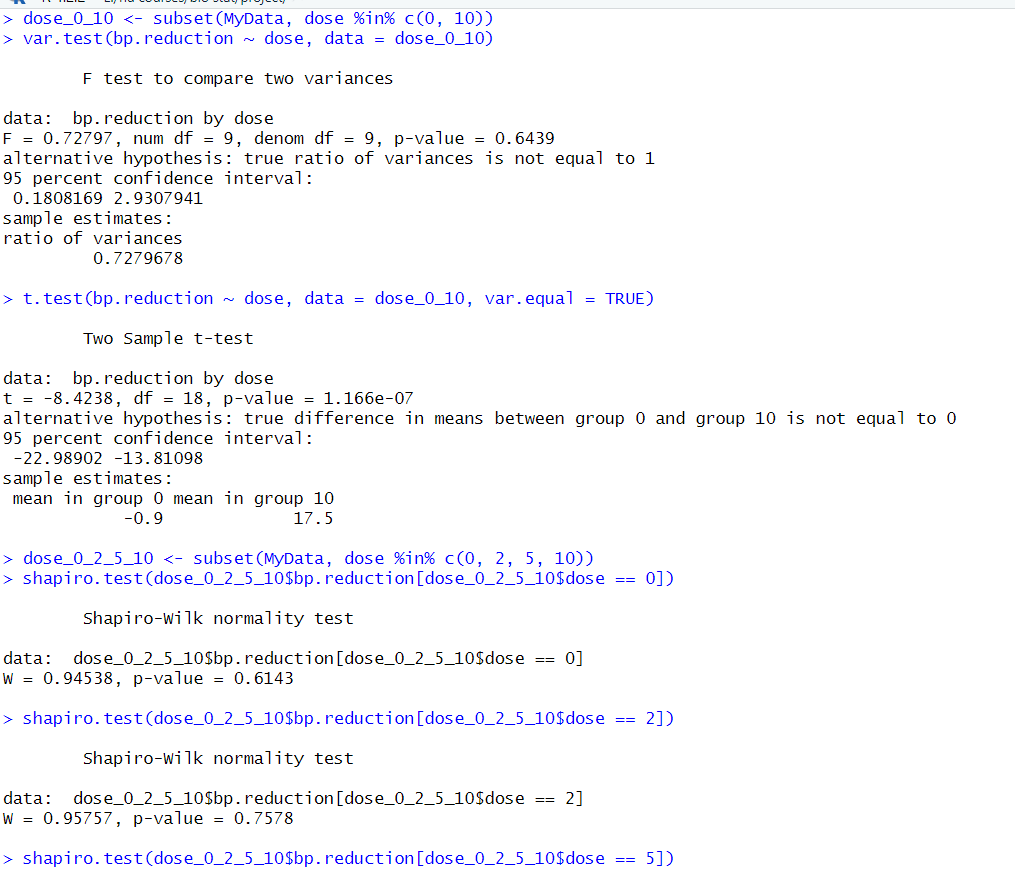 > dose_0_10 <- subset(MyData, dose %in% c(0, 10))
> var.test(bp.reduction ~ dose, data = dose_0_10)
F test to compare two variances
data:  bp.reduction by dose
F = 0.72797, num df = 9, denom df = 9, p-value = 0.6439
alternative hypothesis: true ratio of variances is not equal to 1
95 percent confidence interval:
 0.1808169 2.9307941
sample estimates:
ratio of variances
         0.7279678
> t.test(bp.reduction ~ dose, data = dose_0_10, var.equal = TRUE)
Two Sample t-test
data:  bp.reduction by dose
t = -8.4238, df = 18, p-value = 1.166e-07
alternative hypothesis: true difference in means between group 0 and group 10 is not equal to 0
95 percent confidence interval:
 -22.98902 -13.81098
sample estimates:
 mean in group 0 mean in group 10
            -0.9             17.5
> dose_0_2_5_10 <- subset(MyData, dose %in% c(0, 2, 5, 10))
> shapiro.test(dose_0_2_5_10$bp.reduction[dose_0_2_5_10$dose == 0])
Shapiro-Wilk normality test
data:  dose_0_2_5_10$bp.reduction[dose_0_2_5_10$dose == 0]
W = 0.94538, p-value = 0.6143
> shapiro.test(dose_0_2_5_10$bp.reduction[dose_0_2_5_10$dose == 2])
Shapiro-Wilk normality test
data:  dose_0_2_5_10$bp.reduction[dose_0_2_5_10$dose == 2]
W = 0.95757, p-value = 0.7578
> shapiro.test(dose_0_2_5_10$bp.reduction[dose_0_2_5_10$dose == 5])